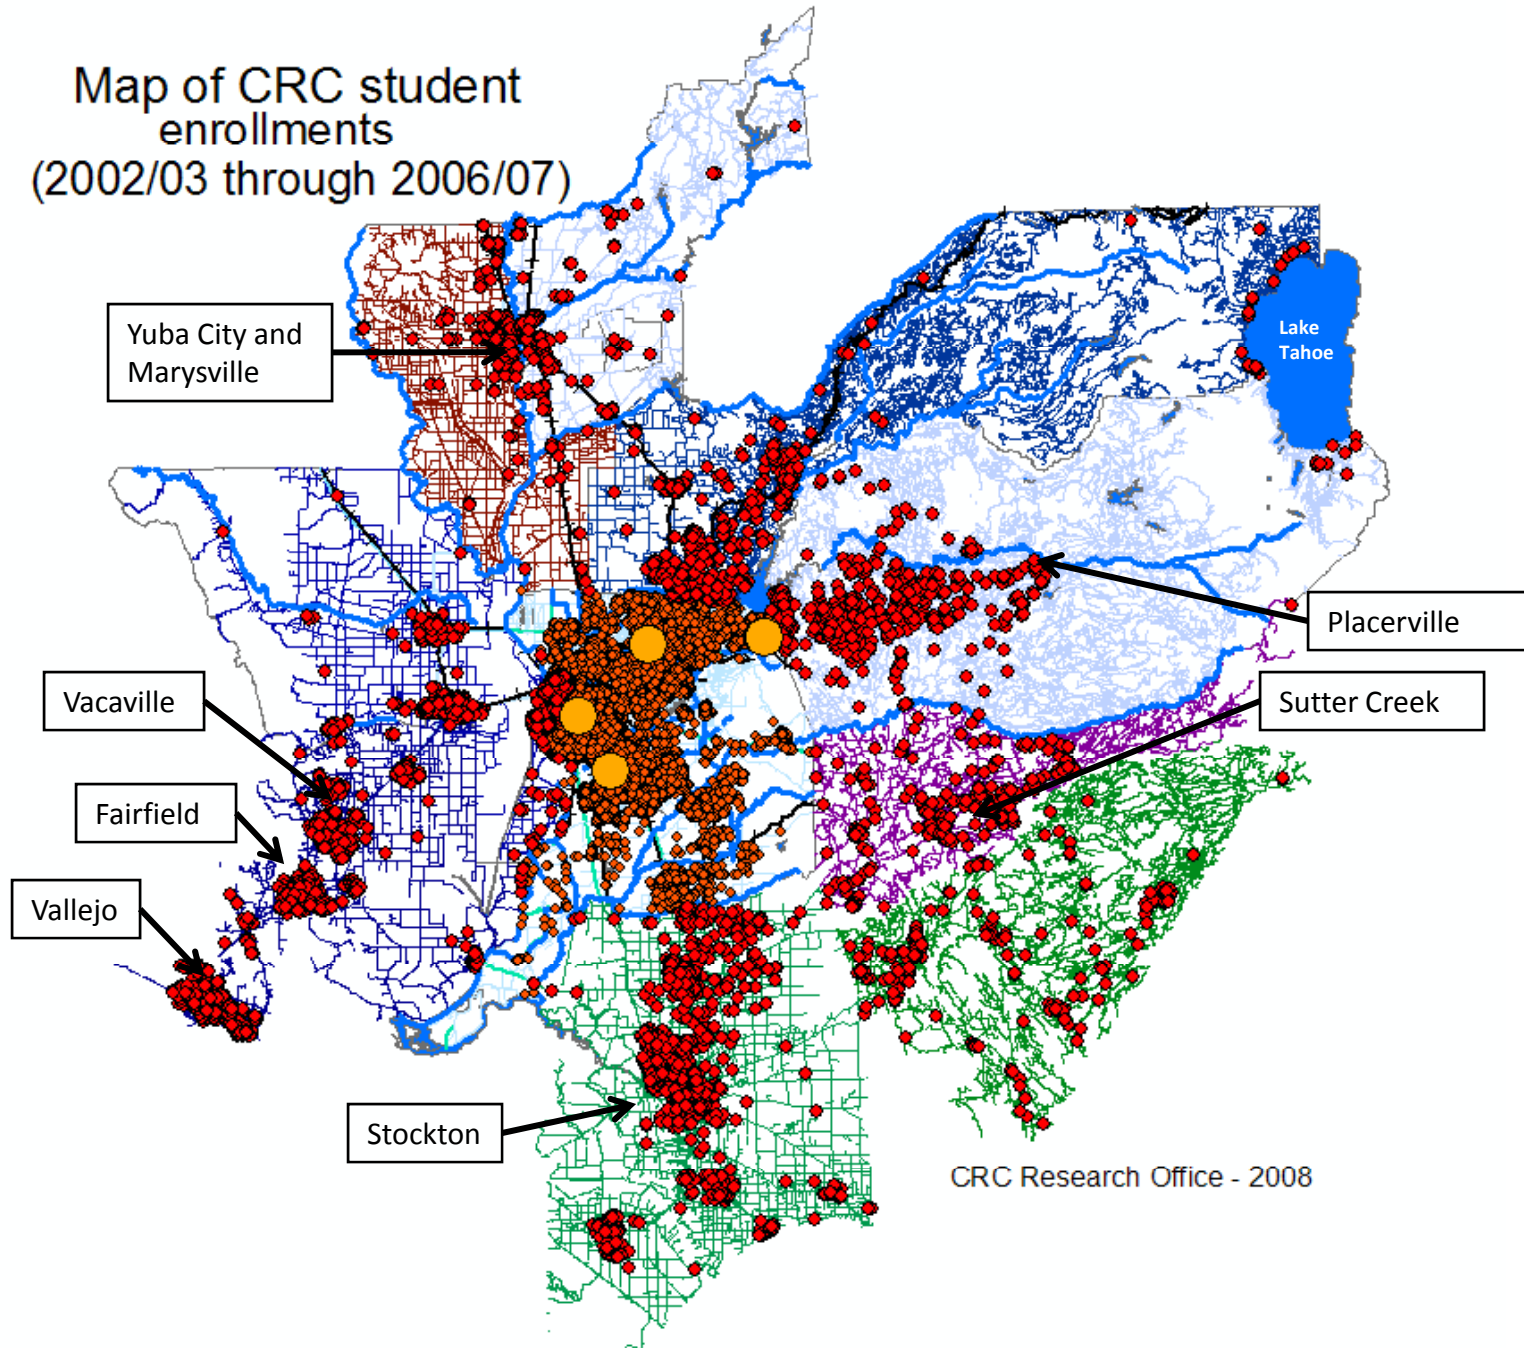 Map of CRC student
enrollments
(2002/03 through 2006/07)
Yuba City and
Marysville
Lake
Tahoe
Placerville
Vacaville
Sutter Creek
Fairfield
Vallejo
Stockton
CRC Research Office - 2008